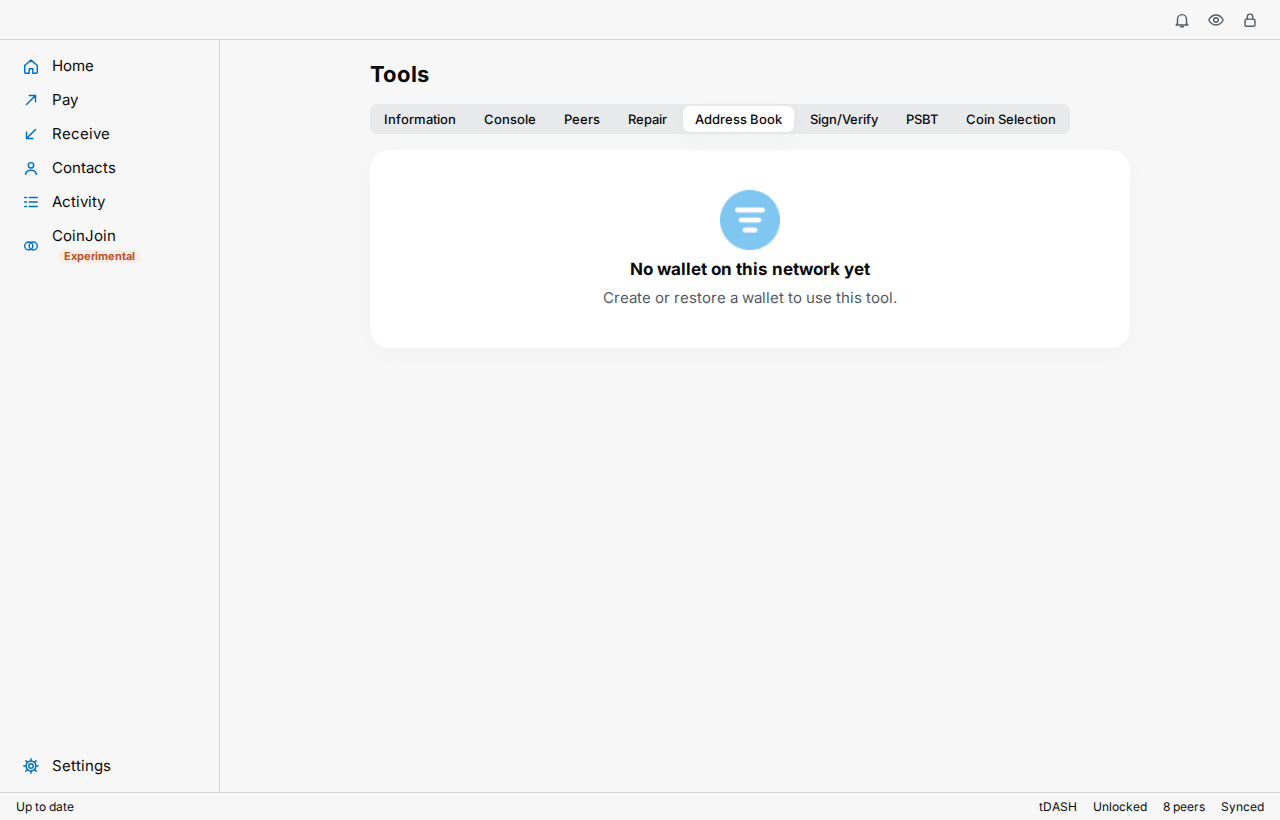 Home
Pay
Receive
Contacts
Activity
CoinJoin
Experimental
Settings
Tools
Information Console Peers Repair Address Book Sign/Verify PSBT Coin Selection
No wallet on this network yet
Create or restore a wallet to use this tool.
Up to date tDASH Unlocked 8 peers Synced